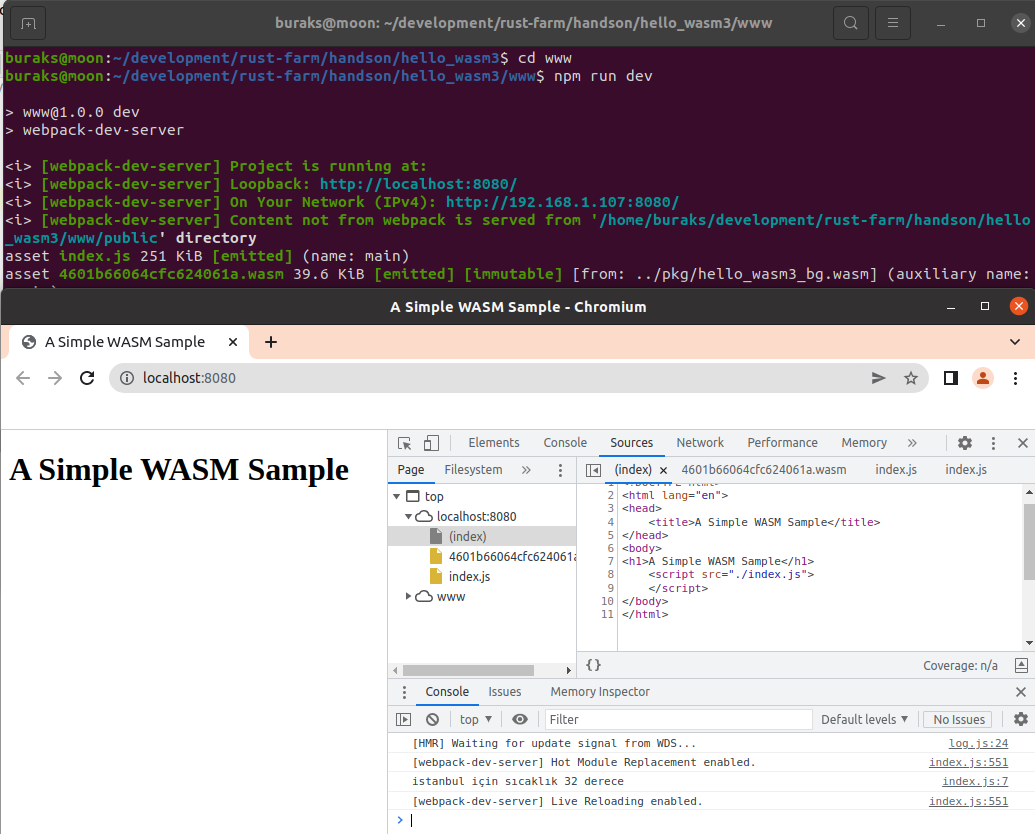 buraks@moon: ~/development/rust-farm/handson/hello_wasm3/www
buraks@moon:~/development/rust-farm/handson/hello_wasm3$ cd www
buraks@moon:~/development/rust-farm/handson/hello_wasm3/www$ npm run dev
> www@1.0.0 dev
> webpack-dev-server
<i> [webpack-dev-server] Project is running at:
<i> [webpack-dev-server] Loopback: http://localhost:8080/
<i> [webpack-dev-server] On Your Network (IPv4): http://192.168.1.107:8080/
<i> [webpack-dev-server] Content not from webpack is served from '/home/buraks/development/rust-farm/handson/hello
_wasm3/www/public' directory
asset index.js 251 KiB [emitted] (name: main)
asset 4601b66064cfc624061a.wasm 39.6 KiB [emitted] [immutable] [from: ../pkg/hello_wasm3_bg.wasm] (auxiliary name:
A Simple WASM Sample - Chromium
A Simple WASM Sample
localhost:8080
A Simple WASM Sample
Elements Console Sources Network Performance Memory »
Page Filesystem »
(index) 4601b66064cfc624061a.wasm index.js index.js
top
localhost:8080
(index)
4601b66064cfc624061a
index.js
www
2 <html lang="en">
3 <head>
4 <title>A Simple WASM Sample</title>
5 </head>
6 <body>
7 <h1>A Simple WASM Sample</h1>
8 <script src="./index.js">
9 </script>
10 </body>
11 </html>
{} Coverage: n/a
Console Issues Memory Inspector
top Filter Default levels No Issues
[HMR] Waiting for update signal from WDS... log.js:24
[webpack-dev-server] Hot Module Replacement enabled. index.js:551
istanbul için sıcaklık 32 derece index.js:7
[webpack-dev-server] Live Reloading enabled. index.js:551
>